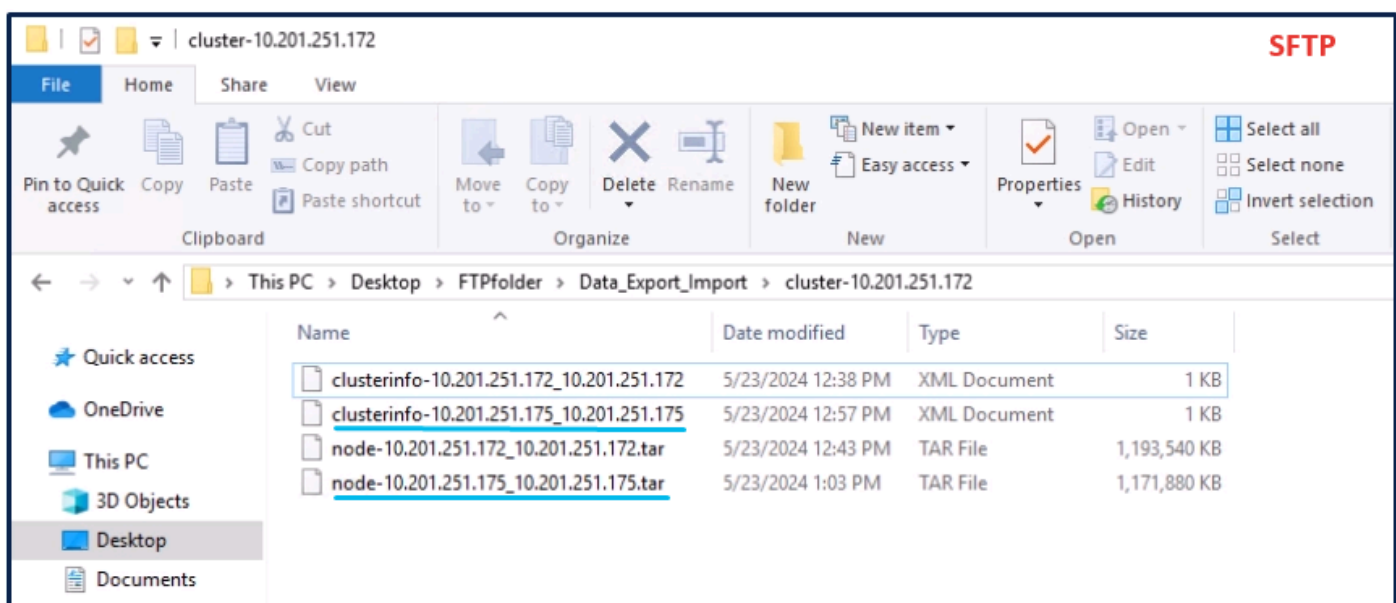 cluster-10.201.251.172
SFTP
File Home Share View
Pin to Quick access
Copy
Paste
Cut
Copy path
Paste shortcut
Clipboard
Move to
Copy to
Delete
Rename
Organize
New folder
New item
Easy access
New
Properties
Open
Edit
History
Open
Select all
Select none
Invert selection
Select
This PC > Desktop > FTPfolder > Data_Export_Import > cluster-10.201.251.172
Name Date modified Type Size
Quick access
OneDrive
This PC
3D Objects
Desktop
Documents
clusterinfo-10.201.251.172_10.201.251.172 5/23/2024 12:38 PM XML Document 1 KB
clusterinfo-10.201.251.175_10.201.251.175 5/23/2024 12:57 PM XML Document 1 KB
node-10.201.251.172_10.201.251.172.tar 5/23/2024 12:43 PM TAR File 1,193,540 KB
node-10.201.251.175_10.201.251.175.tar 5/23/2024 1:03 PM TAR File 1,171,880 KB